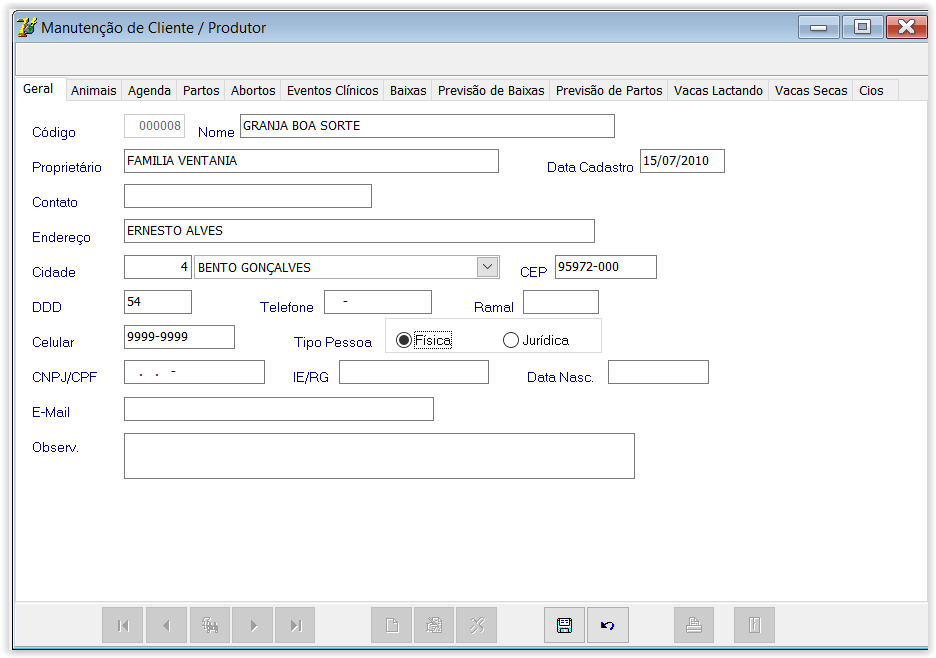 Manutenção de Cliente / Produtor
Geral Animais Agenda Partos Abortos Eventos Clínicos Baixas Previsão de Baixas Previsão de Partos Vacas Lactando Vacas Secas Cios
Código 000008 Nome GRANJA BOA SORTE
Proprietário FAMILIA VENTANIA Data Cadastro 15/07/2010
Contato
Endereço ERNESTO ALVES
Cidade 4 BENTO GONÇALVES CEP 95972-000
DDD 54 Telefone - Ramal
Celular 9999-9999 Tipo Pessoa Física Jurídica
CNPJ/CPF . . - IE/RG Data Nasc.
E-Mail
Observ.